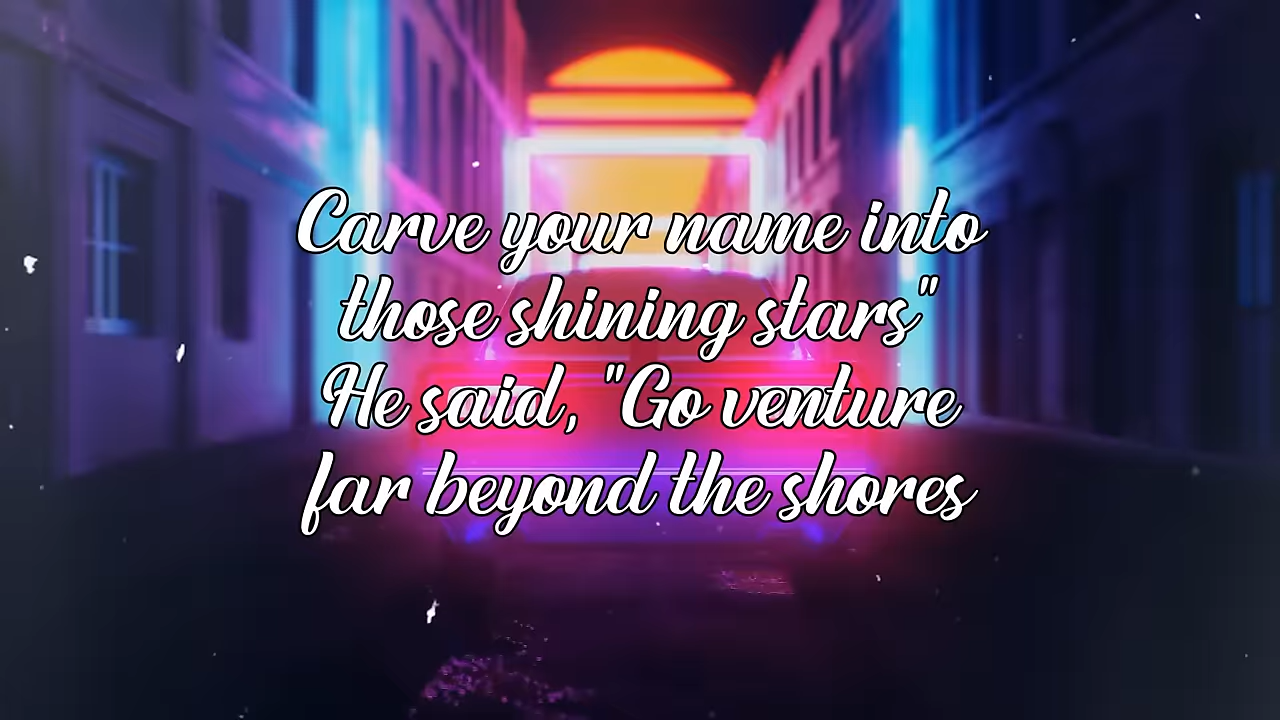 Carve your name into
those shining stars"
He said, "Go venture
far beyond the shores